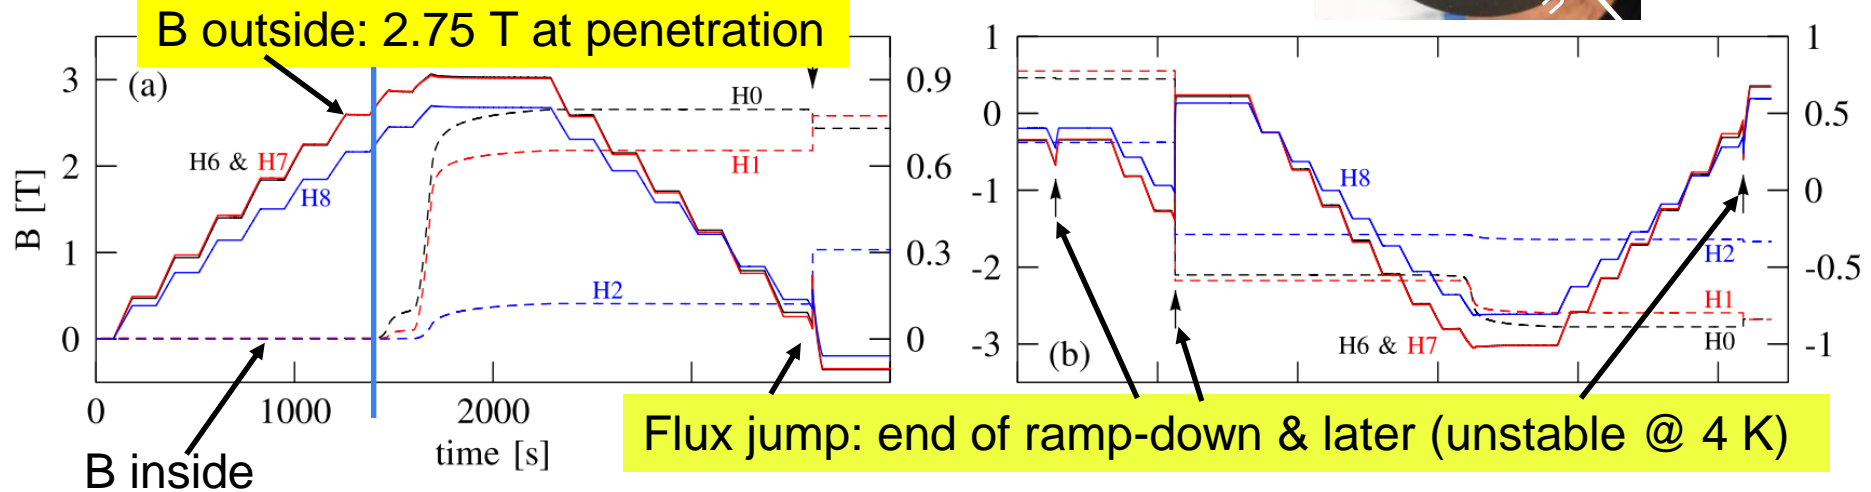 B outside: 2.75 T at penetration
(a)
B [T]
3
2
1
0
0.9
0.6
0.3
0
H0
H6 & H7
H8
H1
H2
0
1000
2000
time [s]
B inside
1
0
-1
-2
-3
1
0.5
0
-0.5
-1
H8
H2
H1
H6 & H7
H0
(b)
Flux jump: end of ramp-down & later (unstable @ 4 K)